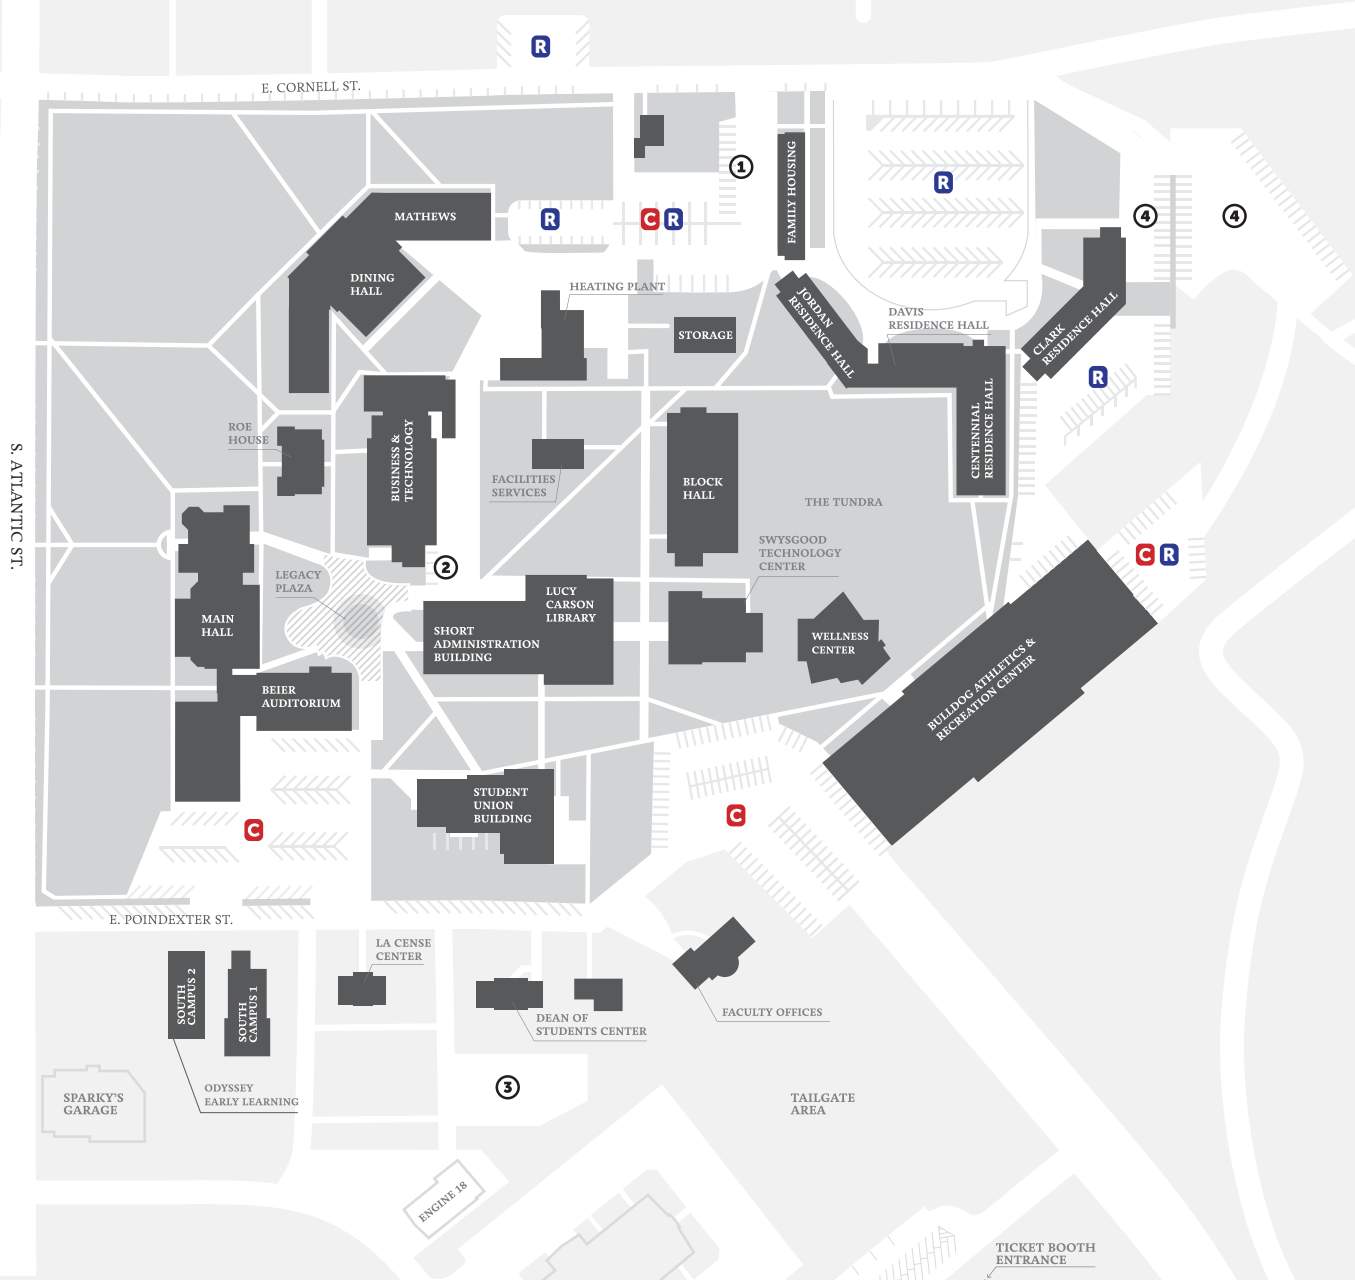 R
E. CORNELL ST.
1
R
FAMILY HOUSING
MATHEWS
R
C R
4
4
DINING
HALL
HEATING PLANT
STORAGE
JORDAN
RESIDENCE HALL
DAVIS
RESIDENCE HALL
CLARK
RESIDENCE HALL
R
CENTENNIAL
RESIDENCE HALL
ROE
HOUSE
BUSINESS &
TECHNOLOGY
FACILITIES
SERVICES
BLOCK
HALL
THE TUNDRA
S. ATLANTIC ST.
SWYSGOOD
TECHNOLOGY
CENTER
C R
2
LEGACY
PLAZA
LUCY
CARSON
LIBRARY
MAIN
HALL
SHORT
ADMINISTRATION
BUILDING
WELLNESS
CENTER
BEIER
AUDITORIUM
BULLDOG ATHLETICS &
RECREATION CENTER
STUDENT
UNION
BUILDING
C
C
E. POINDEXTER ST.
LA CENSE
CENTER
SOUTH
CAMPUS 2
SOUTH
CAMPUS 1
DEAN OF
STUDENTS CENTER
FACULTY OFFICES
ODYSSEY
EARLY LEARNING
3
SPARKY'S
GARAGE
TAILGATE
AREA
ENGINE 18
TICKET BOOTH
ENTRANCE